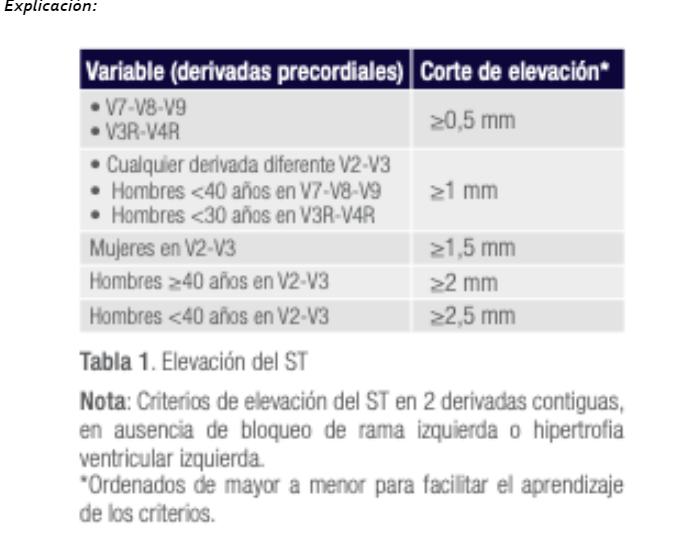 Explicación:
Variable (derivadas precordiales) Corte de elevación*
• V7-V8-V9
• V3R-V4R
≥0,5 mm
• Cualquier derivada diferente V2-V3
• Hombres <40 años en V7-V8-V9
• Hombres <30 años en V3R-V4R
≥1 mm
Mujeres en V2-V3 ≥1,5 mm
Hombres ≥40 años en V2-V3 ≥2 mm
Hombres <40 años en V2-V3 ≥2,5 mm
Tabla 1. Elevación del ST
Nota: Criterios de elevación del ST en 2 derivadas contiguas,
en ausencia de bloqueo de rama izquierda o hipertrofia
ventricular izquierda.
*Ordenados de mayor a menor para facilitar el aprendizaje
de los criterios.